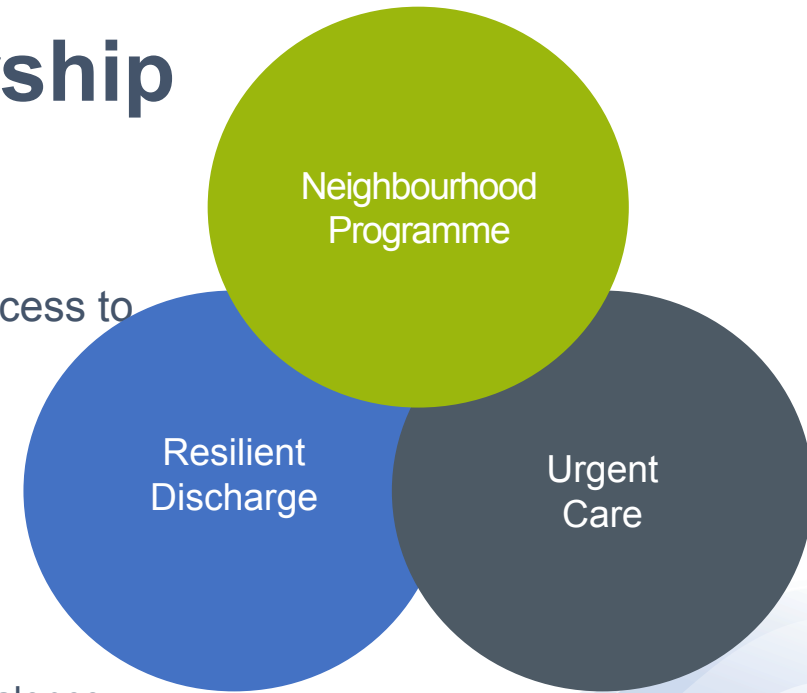 ship
Neighbourhood
Programme
cess to
Resilient
Discharge
Urgent
Care